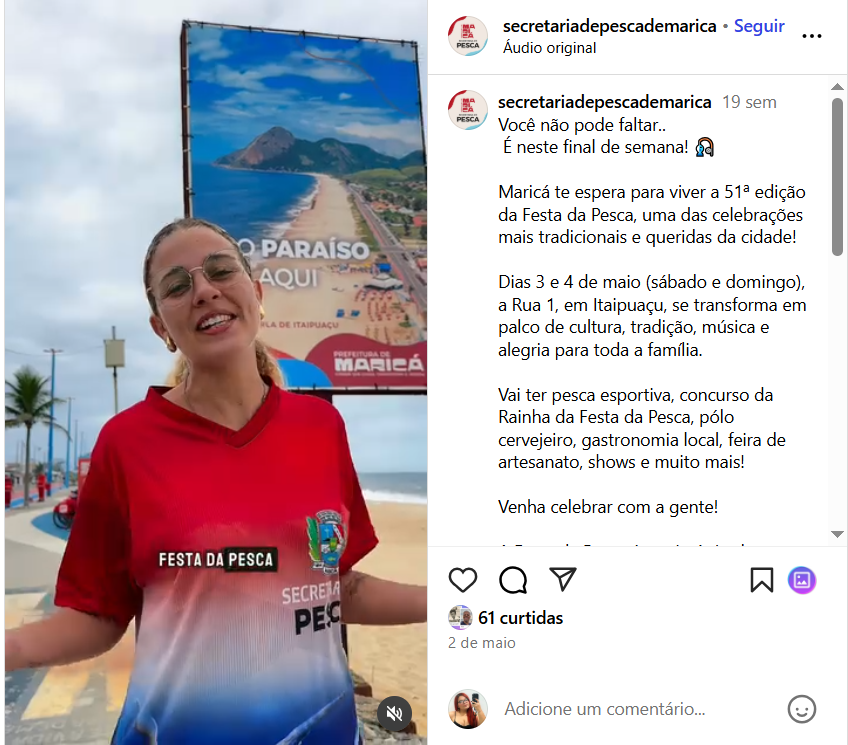 O PARAÍSO
AQUI
ORLA DE ITAIPUAÇU
PREFEITURA DE
MARICÁ
FESTA DA PESCA
SECRETA
PESC
secretariadepescademarica • Seguir
Áudio original
PESCA
secretariadepescademarica 19 sem
Você não pode faltar..
É neste final de semana!
Maricá te espera para viver a 51ª edição
da Festa da Pesca, uma das celebrações
mais tradicionais e queridas da cidade!
Dias 3 e 4 de maio (sábado e domingo),
a Rua 1, em Itaipuaçu, se transforma em
palco de cultura, tradição, música e
alegria para toda a família.
Vai ter pesca esportiva, concurso da
Rainha da Festa da Pesca, pólo
cervejeiro, gastronomia local, feira de
artesanato, shows e muito mais!
Venha celebrar com a gente!
61 curtidas
2 de maio
Adicione um comentário...